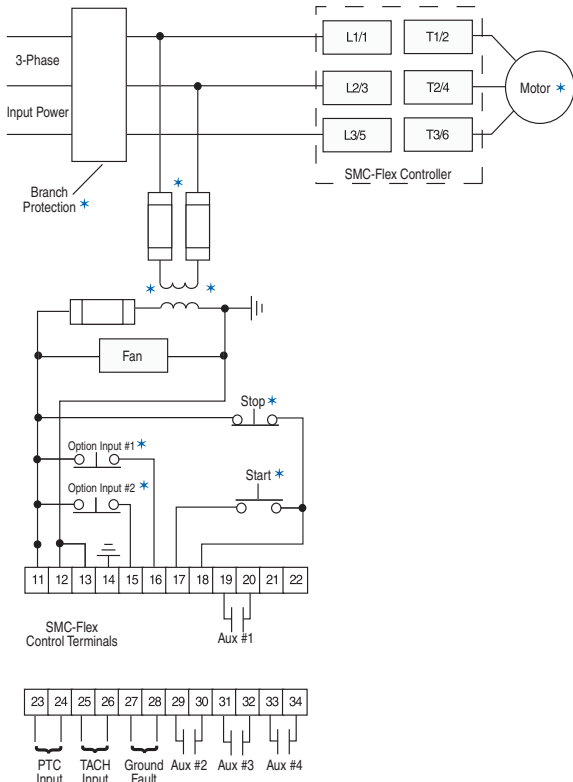 3-Phase
Input Power
L1/1
T1/2
L2/3
T2/4
L3/5
T3/6
Motor *
SMC-Flex Controller
Branch
Protection *
*
* *
Fan
Stop *
Option Input #1 *
Start *
Option Input #2 *
11 12 13 14 15 16 17 18 19 20 21 22
SMC-Flex
Control Terminals
Aux #1
23 24 25 26 27 28 29 30 31 32 33 34
PTC
Input
TACH
Input
Ground
Fault
Aux #2
Aux #3
Aux #4